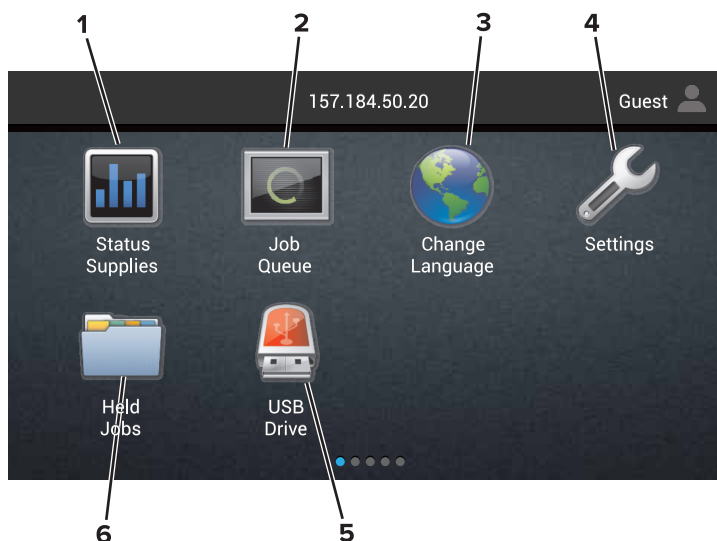 1 2 3 4
157.184.50.20 Guest
Status Supplies
Job Queue
Change Language
Settings
Held Jobs
USB Drive
6 5